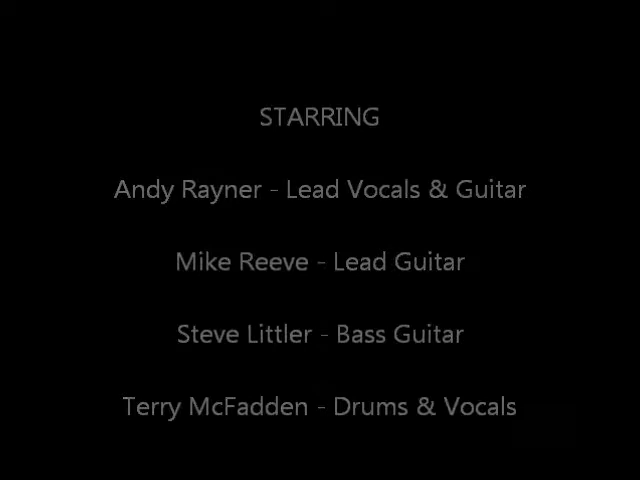 STARRING
Andy Rayner - Lead Vocals & Guitar
Mike Reeve - Lead Guitar
Steve Littler - Bass Guitar
Terry McFadden - Drums & Vocals